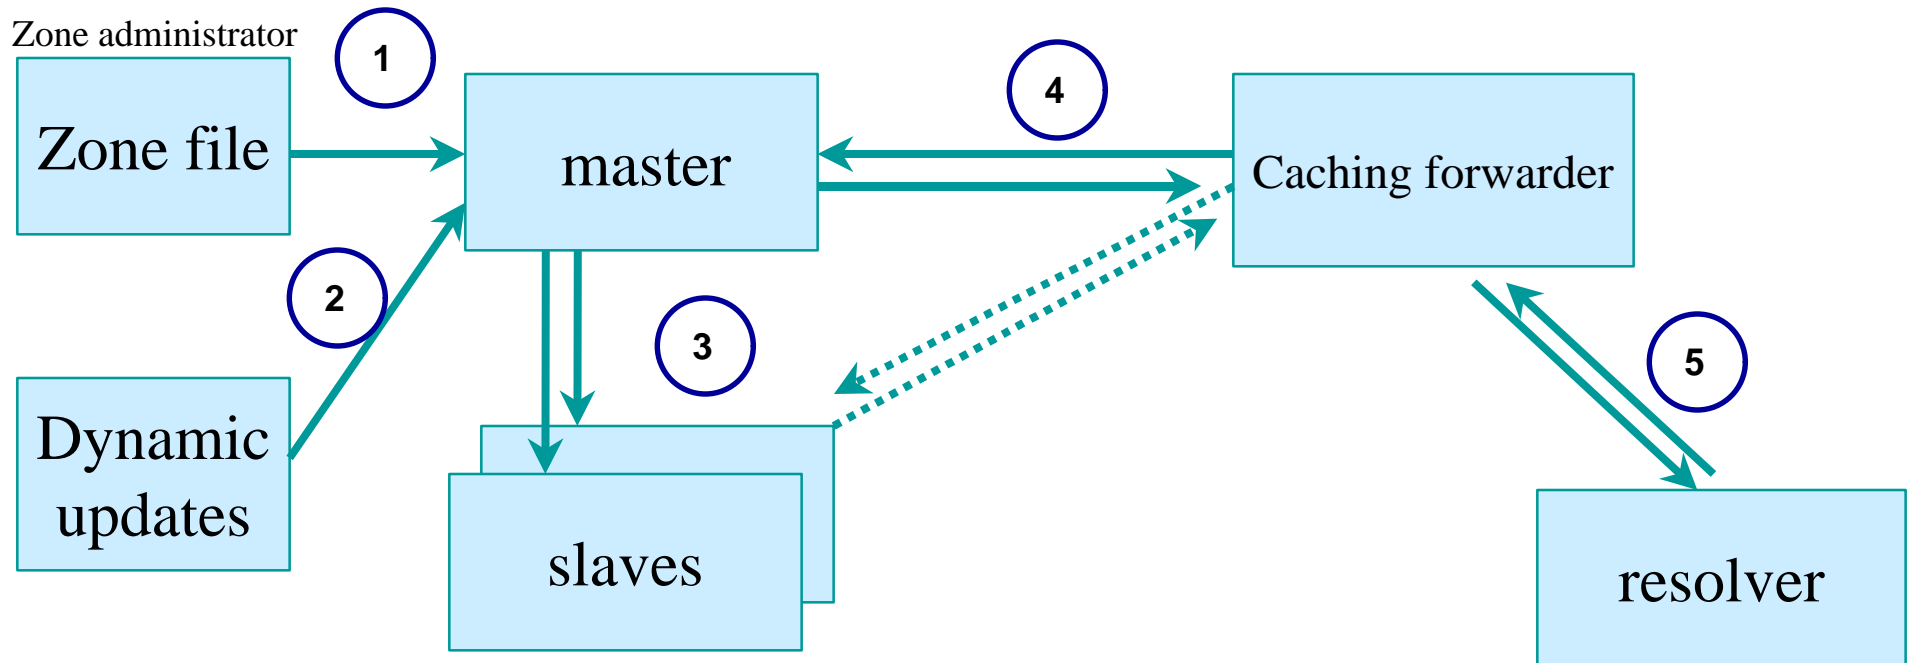 Zone administrator
1
Zone file
master
4
Caching forwarder
2
3
5
Dynamic
updates
slaves
resolver